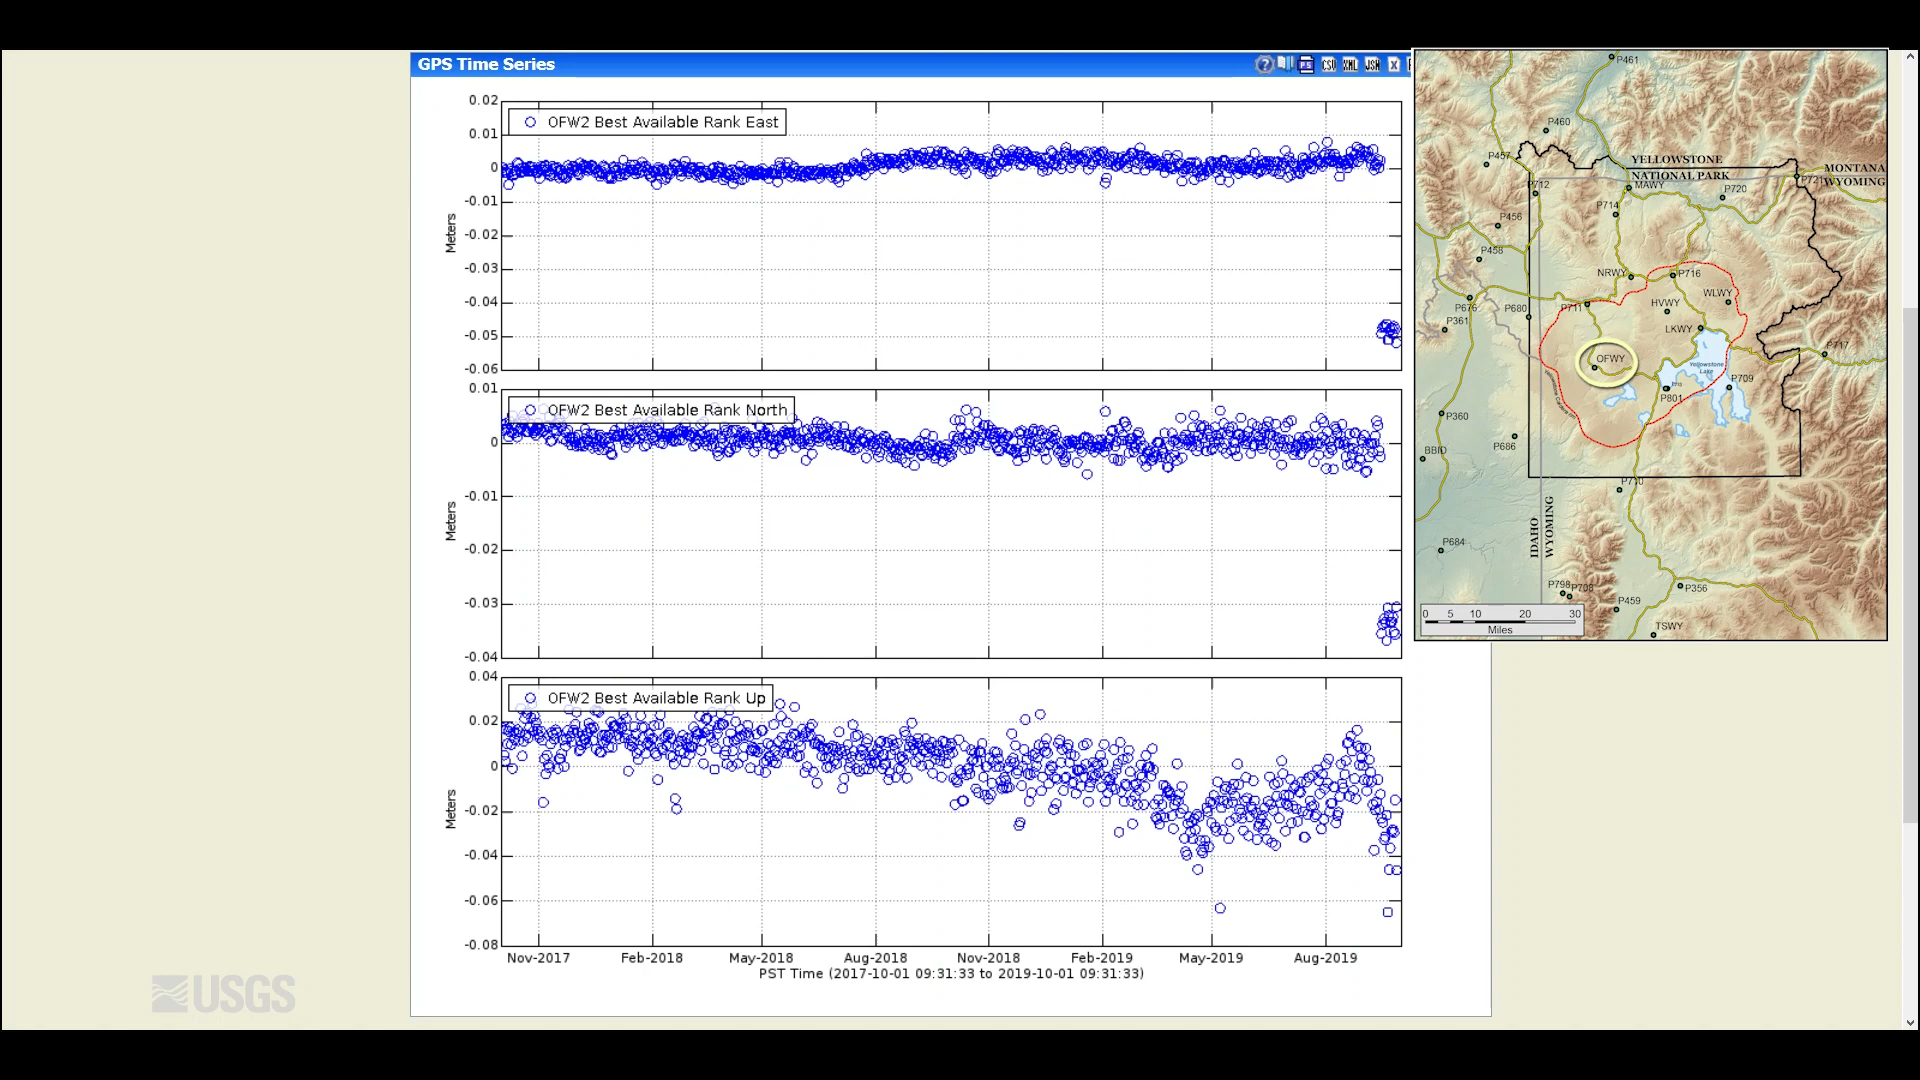 GPS Time Series
CSV XML JSN X
OFW2 Best Available Rank East
0.02
0.01
0
-0.01
-0.02
-0.03
-0.04
-0.05
-0.06
Meters
OFW2 Best Available Rank North
0.01
0
-0.01
-0.02
-0.03
-0.04
Meters
OFW2 Best Available Rank Up
0.04
0.02
0
-0.02
-0.04
-0.06
-0.08
Meters
Nov-2017 Feb-2018 May-2018 Aug-2018 Nov-2018 Feb-2019 May-2019 Aug-2019
PST Time (2017-10-01 09:31:33 to 2019-10-01 09:31:33)
P461
P460
P457
YELLOWSTONE
NATIONAL PARK
MONTANA
WYOMING
P721
P712
MAWY
P720
P714
P456
P458
NRWY
P716
WLWY
P676
P680
P711
HVWY
P361
LKWY
P717
OFWY
Yellowstone
Lake
P709
P801
P360
P686
BBID
P710
IDAHO
WYOMING
P684
P798
P708
P356
P459
TSWY
0 5 10 20 30
Miles
USGS